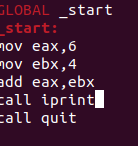 GLOBAL _start
_start:
mov eax,6
mov ebx,4
add eax,ebx
call iprint
call quit